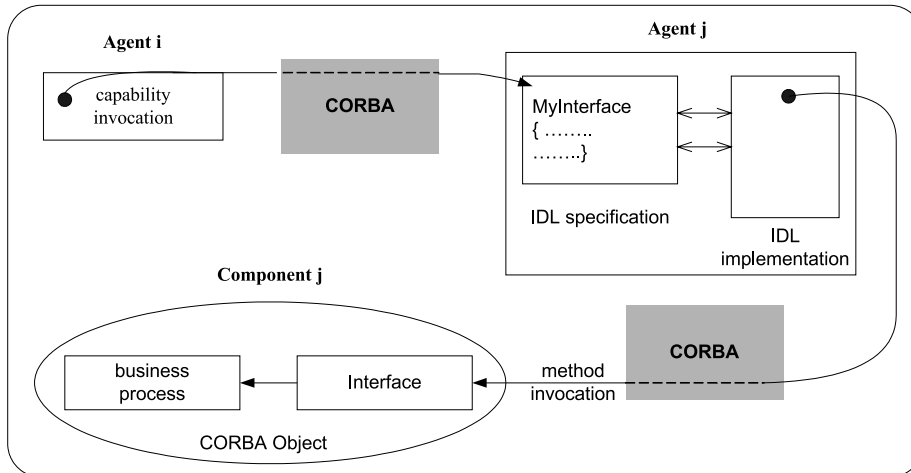 Agent i
capability
invocation
CORBA
Agent j
MyInterface
{ ........
........}
IDL specification
IDL
implementation
Component j
business
process
Interface
CORBA Object
method
invocation
CORBA